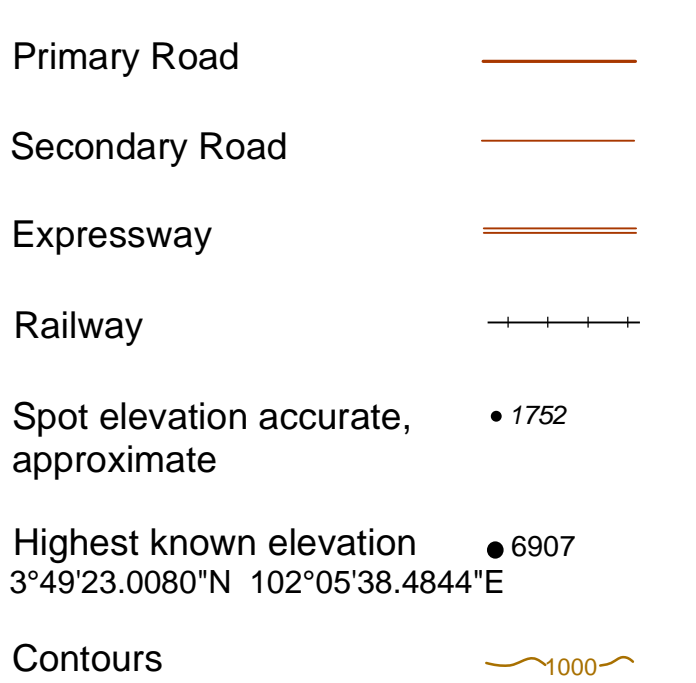 Primary Road
Secondary Road
Expressway
Railway
Spot elevation accurate, 1752
approximate
Highest known elevation 6907
3°49'23.0080"N 102°05'38.4844"E
Contours 1000